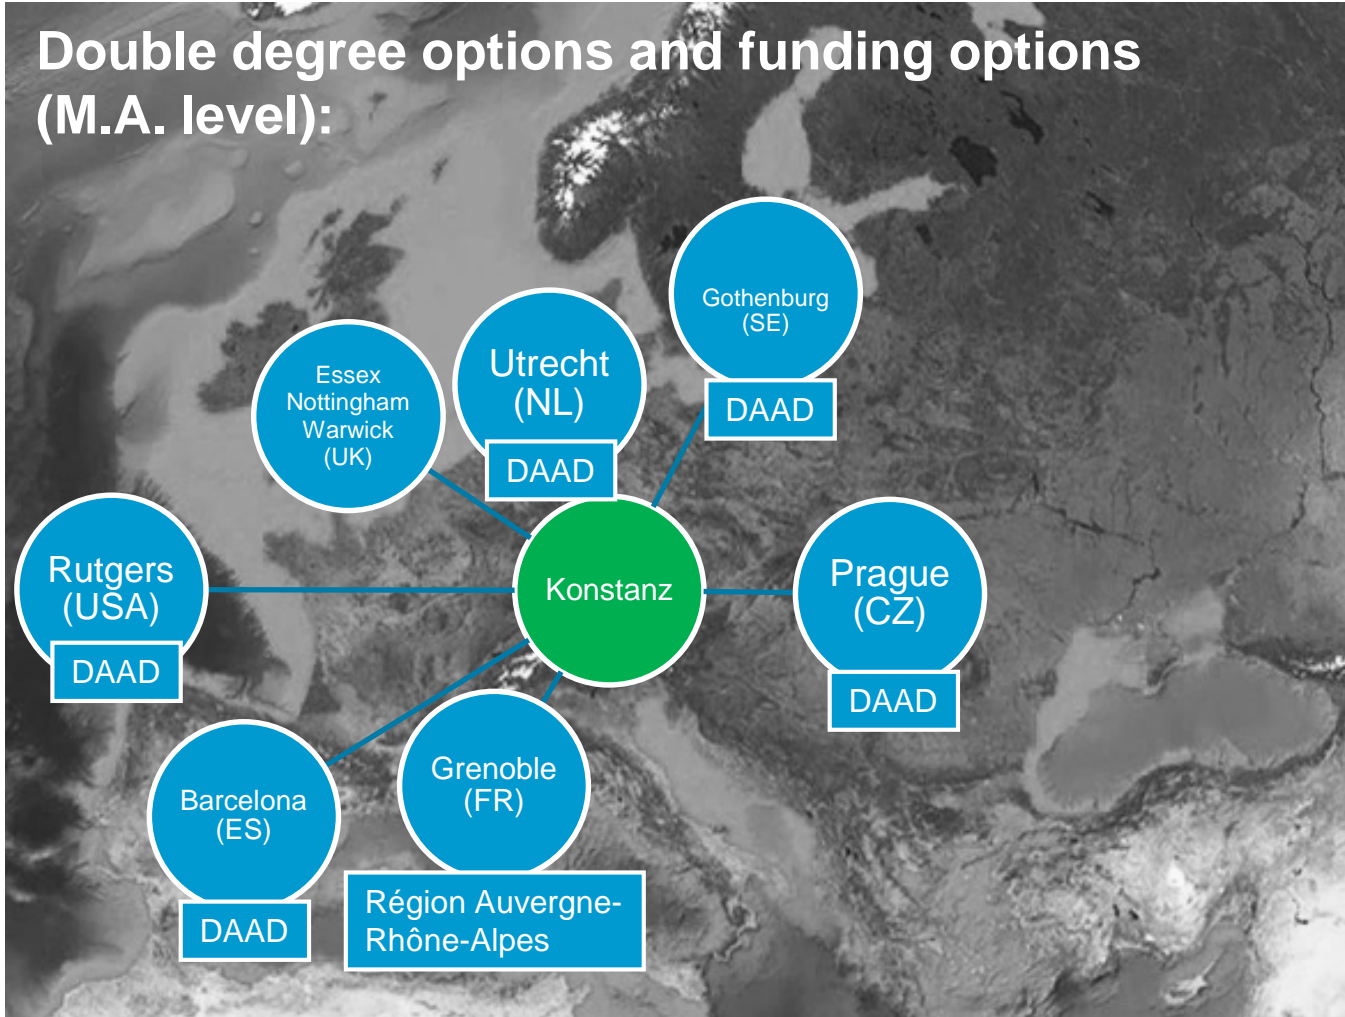 Double degree options and funding options
(M.A. level):
Gothenburg
(SE)
DAAD
Utrecht
(NL)
DAAD
Essex
Nottingham
Warwick
(UK)
Rutgers
(USA)
DAAD
Konstanz
Prague
(CZ)
DAAD
Barcelona
(ES)
DAAD
Grenoble
(FR)
Région Auvergne-
Rhône-Alpes